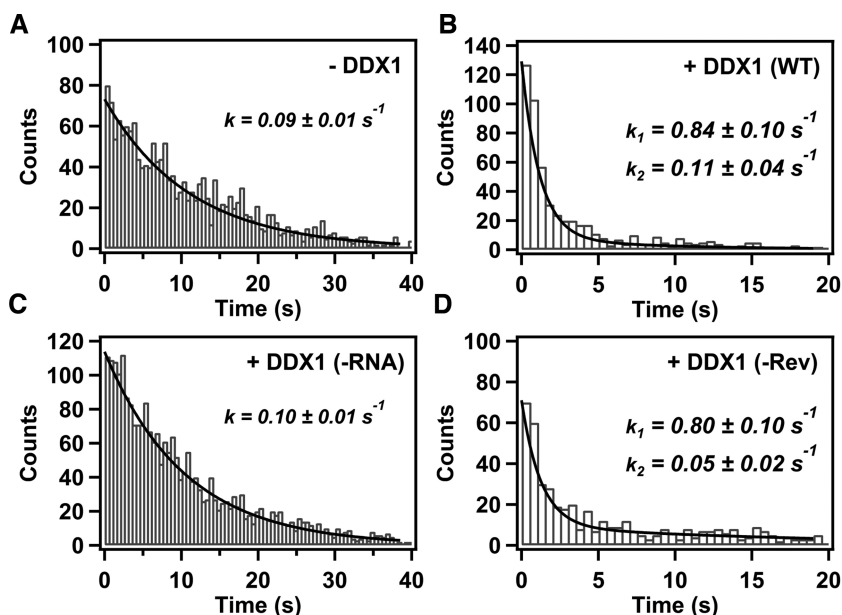 A
- DDX1
k = 0.09 ± 0.01 s⁻¹
Counts
100
80
60
40
20
0
0 10 20 30 40
Time (s)
B
+ DDX1 (WT)
k₁ = 0.84 ± 0.10 s⁻¹
k₂ = 0.11 ± 0.04 s⁻¹
Counts
140
120
100
80
60
40
20
0
0 5 10 15 20
Time (s)
C
+ DDX1 (-RNA)
k = 0.10 ± 0.01 s⁻¹
Counts
120
100
80
60
40
20
0
0 10 20 30 40
Time (s)
D
+ DDX1 (-Rev)
k₁ = 0.80 ± 0.10 s⁻¹
k₂ = 0.05 ± 0.02 s⁻¹
Counts
100
80
60
40
20
0
0 5 10 15 20
Time (s)